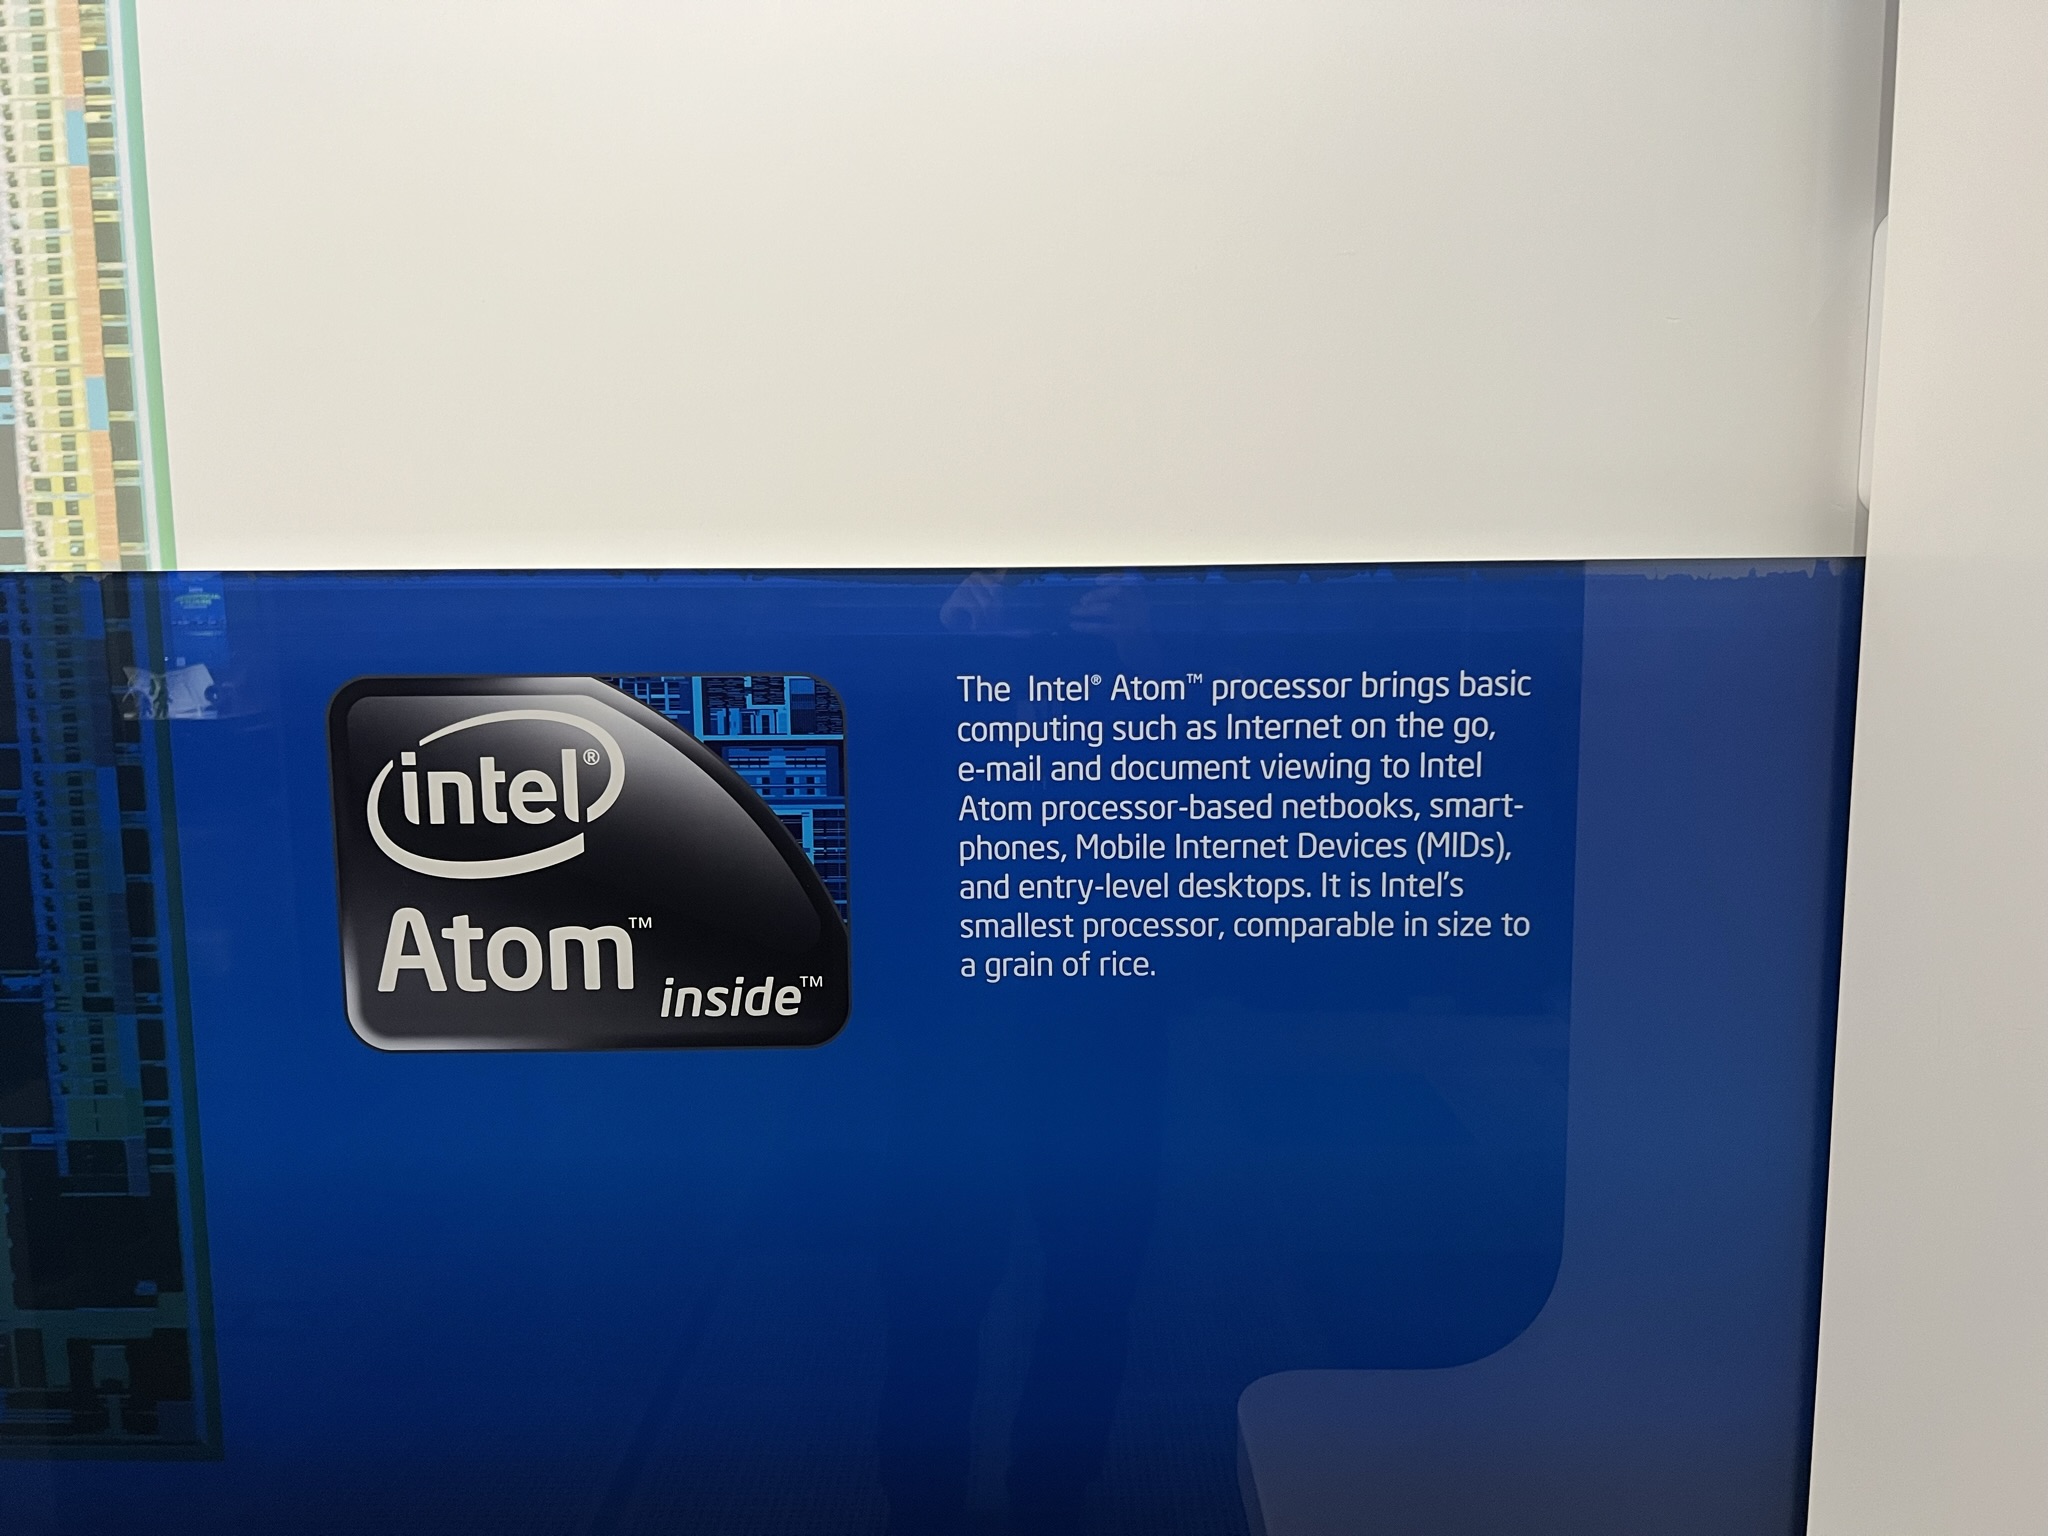 intel®
Atom™
inside™
The Intel® Atom™ processor brings basic
computing such as Internet on the go,
e-mail and document viewing to Intel
Atom processor-based netbooks, smart-
phones, Mobile Internet Devices (MIDs),
and entry-level desktops. It is Intel's
smallest processor, comparable in size to
a grain of rice.